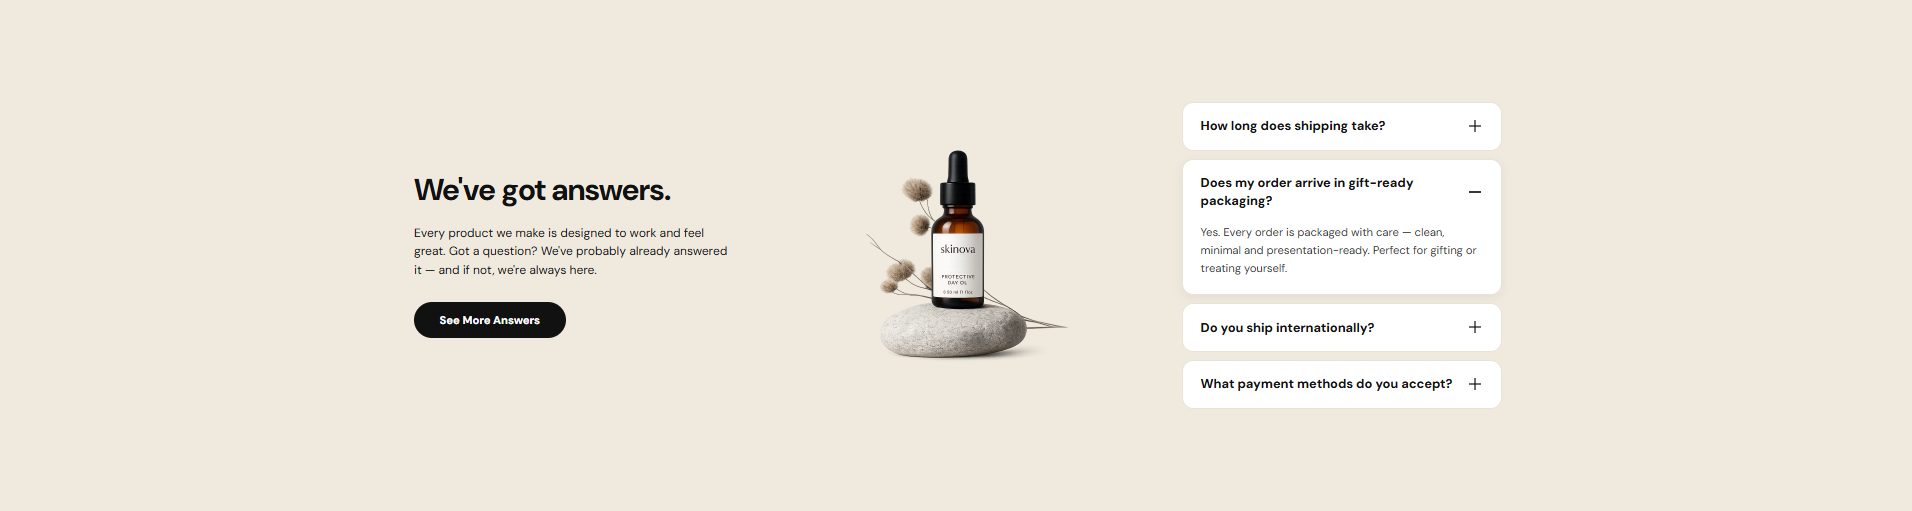 We've got answers.
Every product we make is designed to work and feel
great. Got a question? We've probably already answered
it — and if not, we're always here.
See More Answers
skinova
PROTECTIVE
DAY OL
How long does shipping take?
Does my order arrive in gift-ready
packaging?
Yes. Every order is packaged with care — clean,
minimal and presentation-ready. Perfect for gifting or
treating yourself.
Do you ship internationally?
What payment methods do you accept?